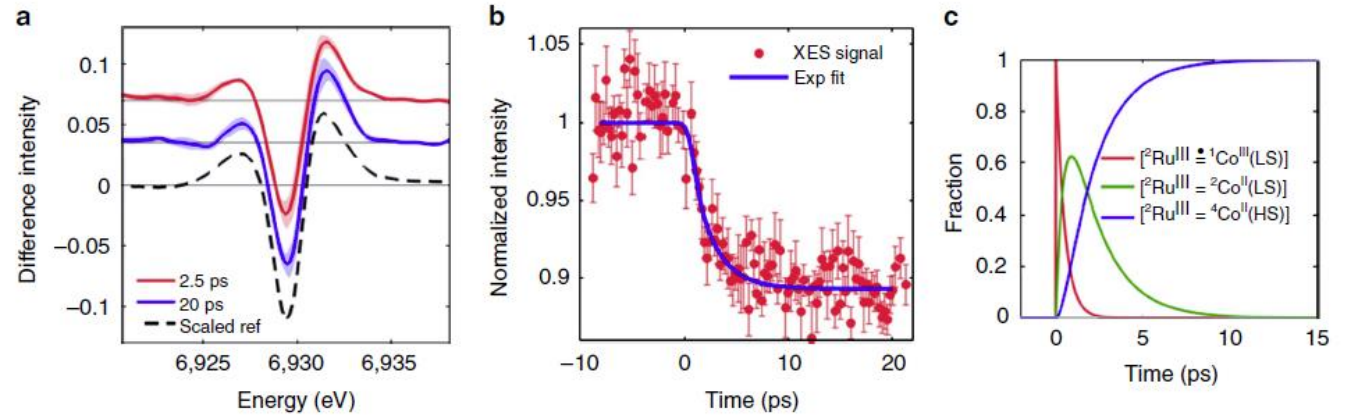 a
Difference intensity
0.1
0.05
0
−0.05
−0.1
2.5 ps
20 ps
Scaled ref
6,925
6,930
6,935
Energy (eV)
b
Normalized intensity
1.05
1
0.95
0.9
XES signal
Exp fit
−10
0
10
20
Time (ps)
c
Fraction
1
0.8
0.6
0.4
0.2
0
[²Ruᴵᴵᴵ ∸ ¹Coᴵᴵᴵ(LS)]
[²Ruᴵᴵᴵ = ²Coᴵᴵ(LS)]
[²Ruᴵᴵᴵ = ⁴Coᴵᴵ(HS)]
0
5
10
15
Time (ps)